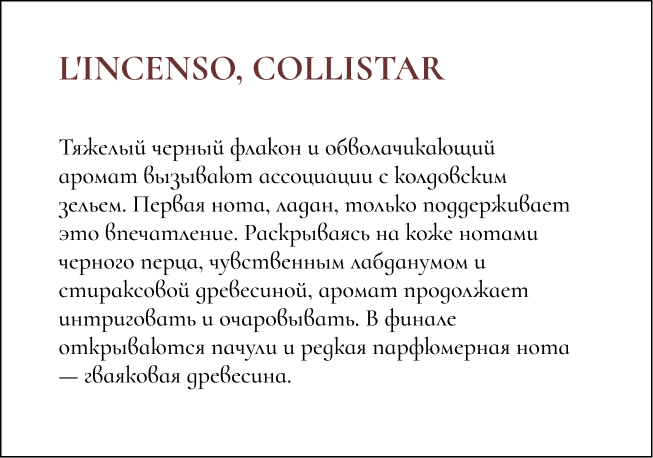 L'INCENSO, COLLISTAR
Тяжелый черный флакон и обволачикающий
аромат вызывают ассоциации с колдовским
зельем. Первая нота, ладан, только поддерживает
это впечатление. Раскрываясь на коже нотами
черного перца, чувственным лабданумом и
стираксовой древесиной, аромат продолжает
интриговать и очаровывать. В финале
открываются пачули и редкая парфюмерная нота
— гваяковая древесина.